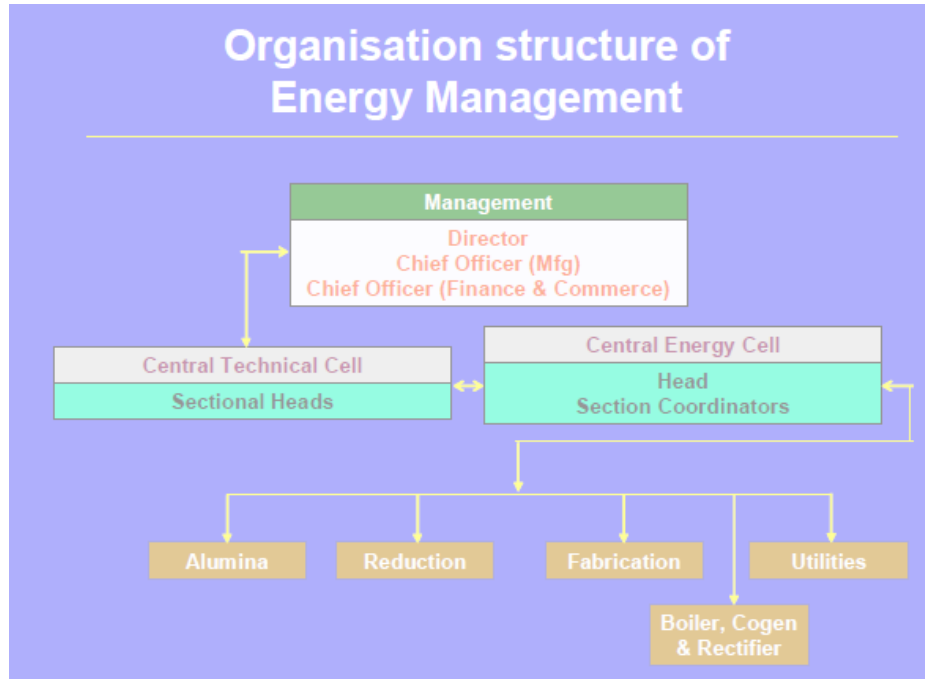 Organisation structure of
Energy Management
Management
Director
Chief Officer (Mfg)
Chief Officer (Finance & Commerce)
Central Technical Cell
Sectional Heads
Central Energy Cell
Head
Section Coordinators
Alumina
Reduction
Fabrication
Utilities
Boiler, Cogen
& Rectifier